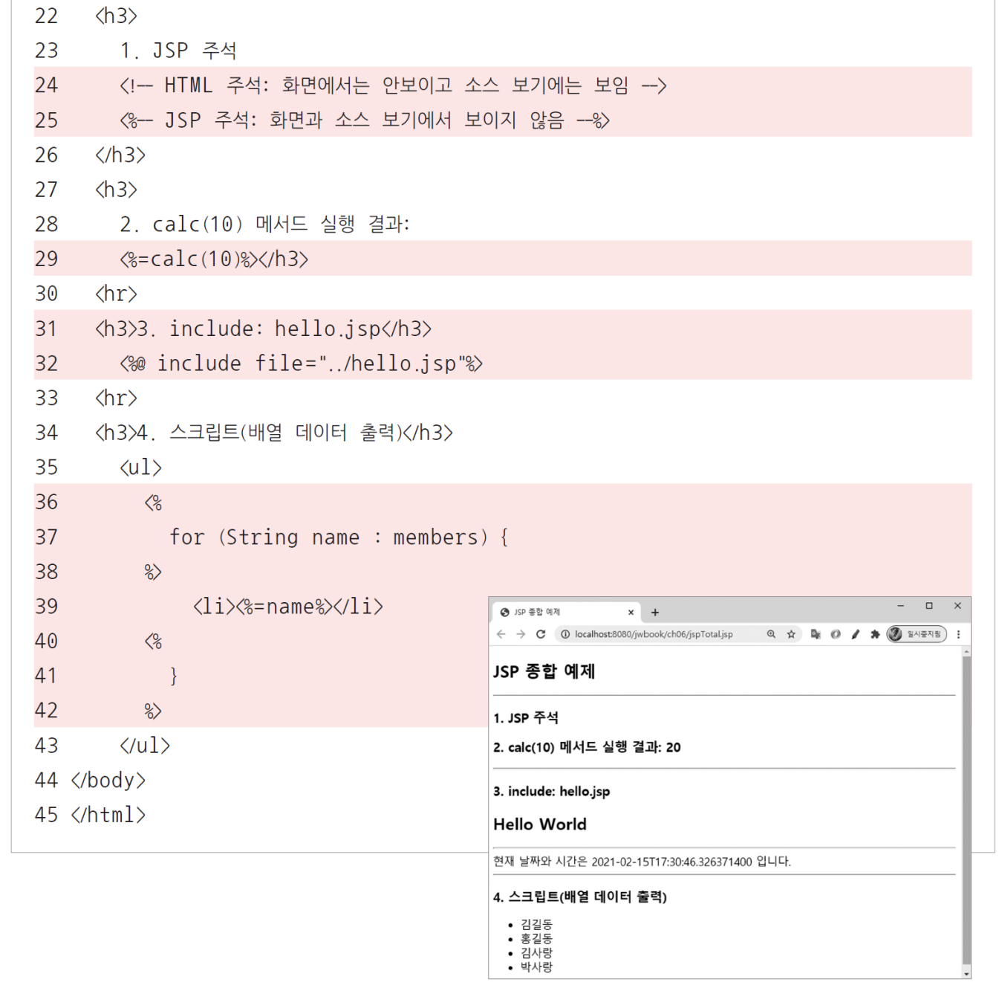 22 <h3>
23 1. JSP 주석
24 <!-- HTML 주석: 화면에서는 안보이고 소스 보기에는 보임 -->
25 <%-- JSP 주석: 화면과 소스 보기에서 보이지 않음 --%>
26 </h3>
27 <h3>
28 2. calc(10) 메서드 실행 결과:
29 <%=calc(10)%></h3>
30 <hr>
31 <h3>3. include: hello.jsp</h3>
32 <%@ include file="../hello.jsp"%>
33 <hr>
34 <h3>4. 스크립트(배열 데이터 출력)</h3>
35 <ul>
36 <%
37 for (String name : members) {
38 %>
39 <li><%=name%></li>
40 <%
41 }
42 %>
43 </ul>
44 </body>
45 </html>
JSP 종합 예제
localhost:8080/jwbook/ch06/jspTotal.jsp
일시중지됨
JSP 종합 예제
1. JSP 주석
2. calc(10) 메서드 실행 결과: 20
3. include: hello.jsp
Hello World
현재 날짜와 시간은 2021-02-15T17:30:46.326371400 입니다.
4. 스크립트(배열 데이터 출력)
• 김길동
• 홍길동
• 김사랑
• 박사랑